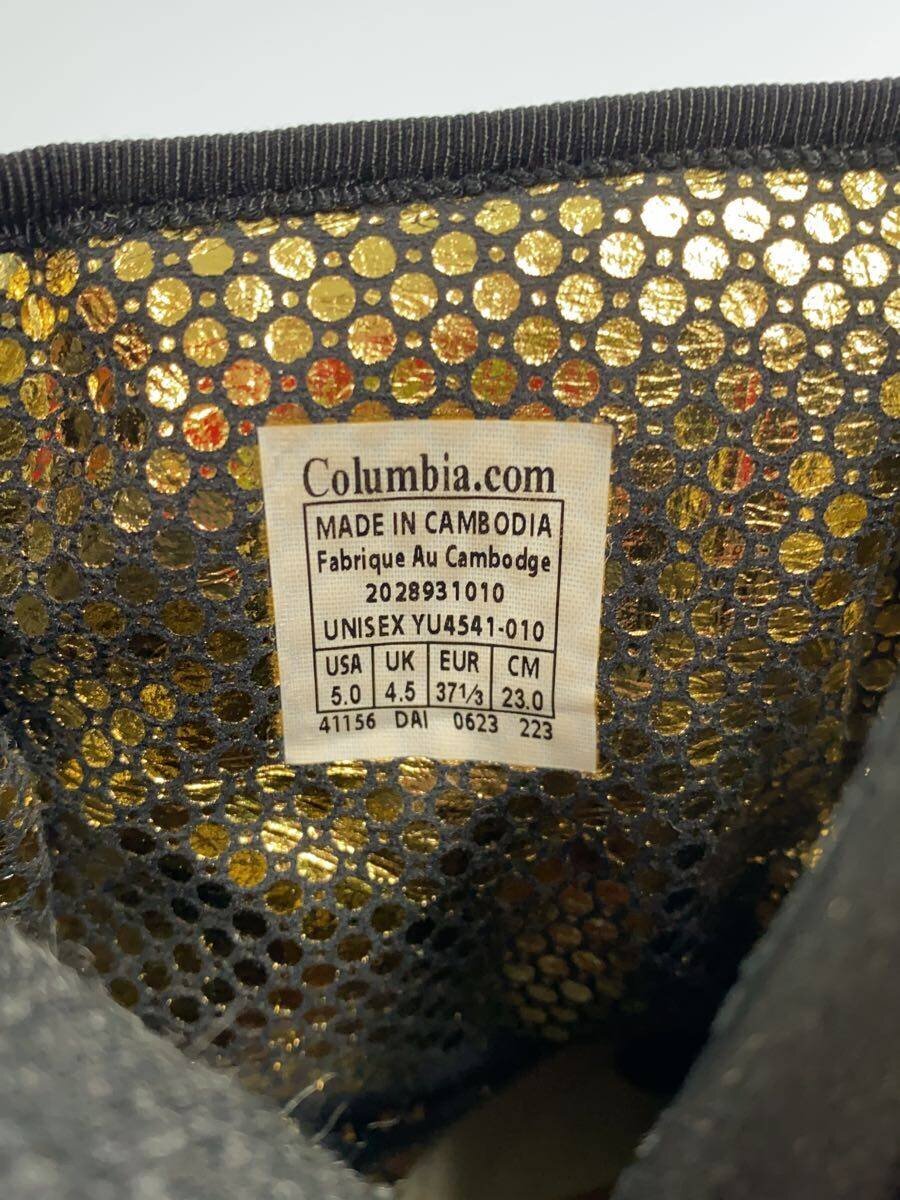 Columbia.com
MADE IN CAMBODIA
Fabrique Au Cambodge
2028931010
UNISEX YU4541-010
USA UK EUR CM
5.0 4.5 371/3 23.0
41156 DAI 0623 223